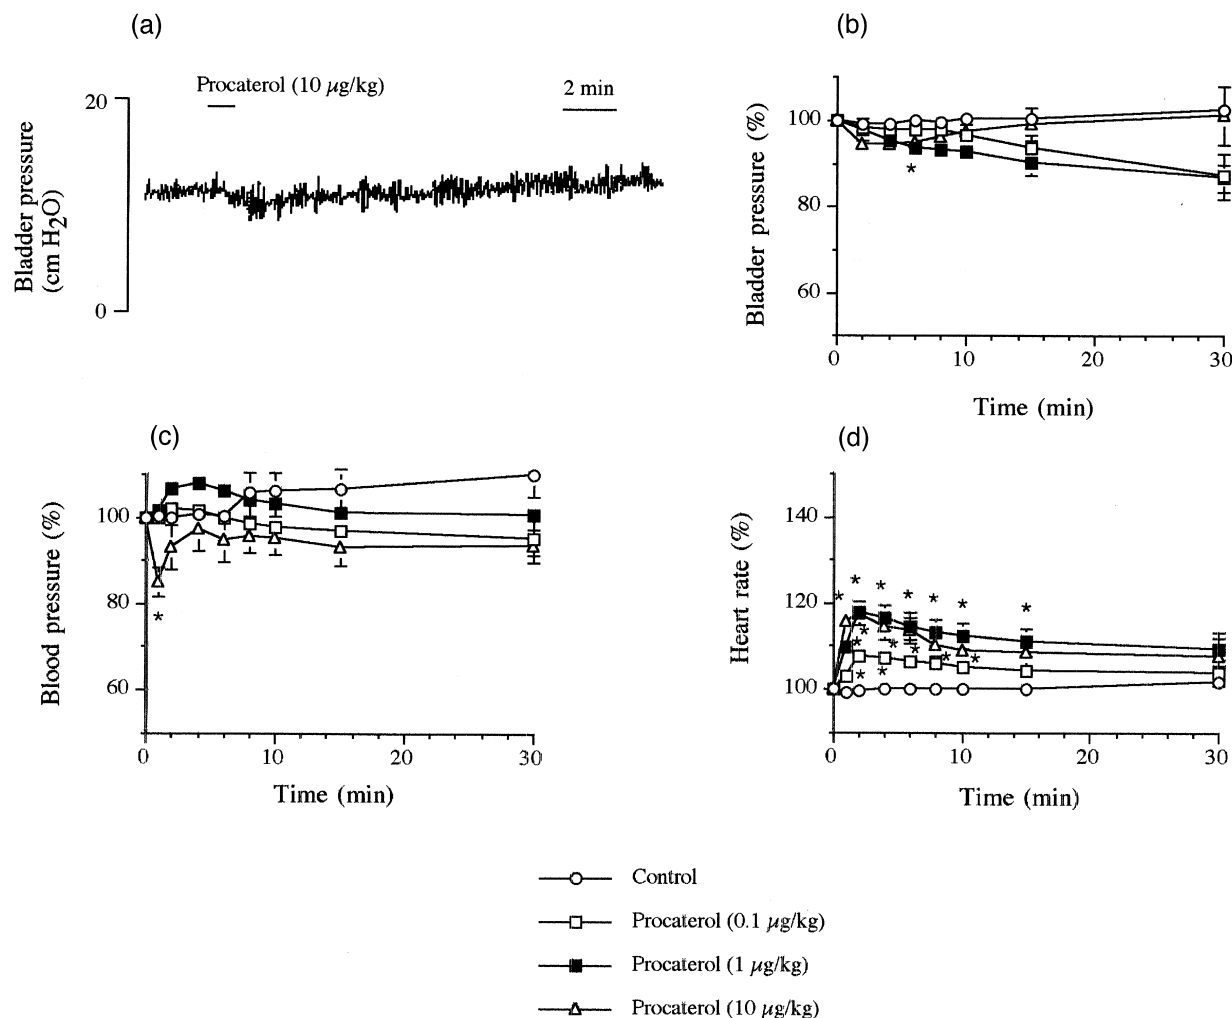 (a)
Procaterol (10 µg/kg)
2 min
20
0
Bladder pressure
(cm H2O)
(b)
Bladder pressure (%)
100
80
60
*
0
10
20
30
Time (min)
(c)
Blood pressure (%)
100
80
60
*
0
10
20
30
Time (min)
(d)
Heart rate (%)
140
120
100
* * * * * * *
* * * * * *
* *
0
10
20
30
Time (min)
Control
Procaterol (0.1 µg/kg)
Procaterol (1 µg/kg)
Procaterol (10 µg/kg)